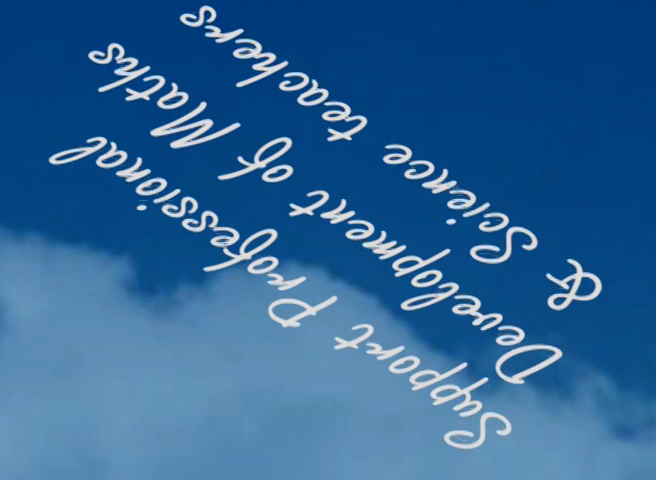 Support Professional
Development of Maths
& Science teachers